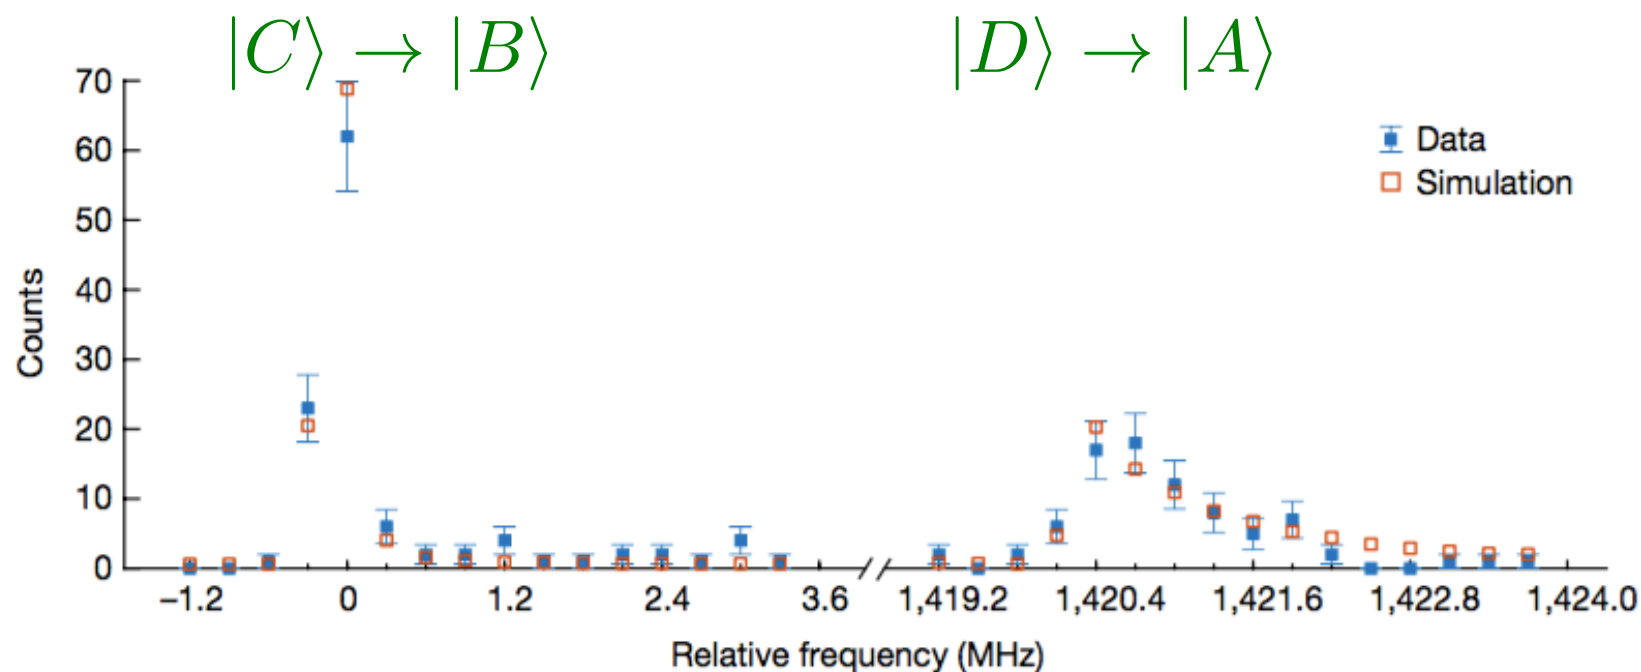 |C⟩ → |B⟩
|D⟩ → |A⟩
70
60
50
40
30
20
10
0
Counts
Data
Simulation
−1.2 0 1.2 2.4 3.6 1,419.2 1,420.4 1,421.6 1,422.8 1,424.0
Relative frequency (MHz)